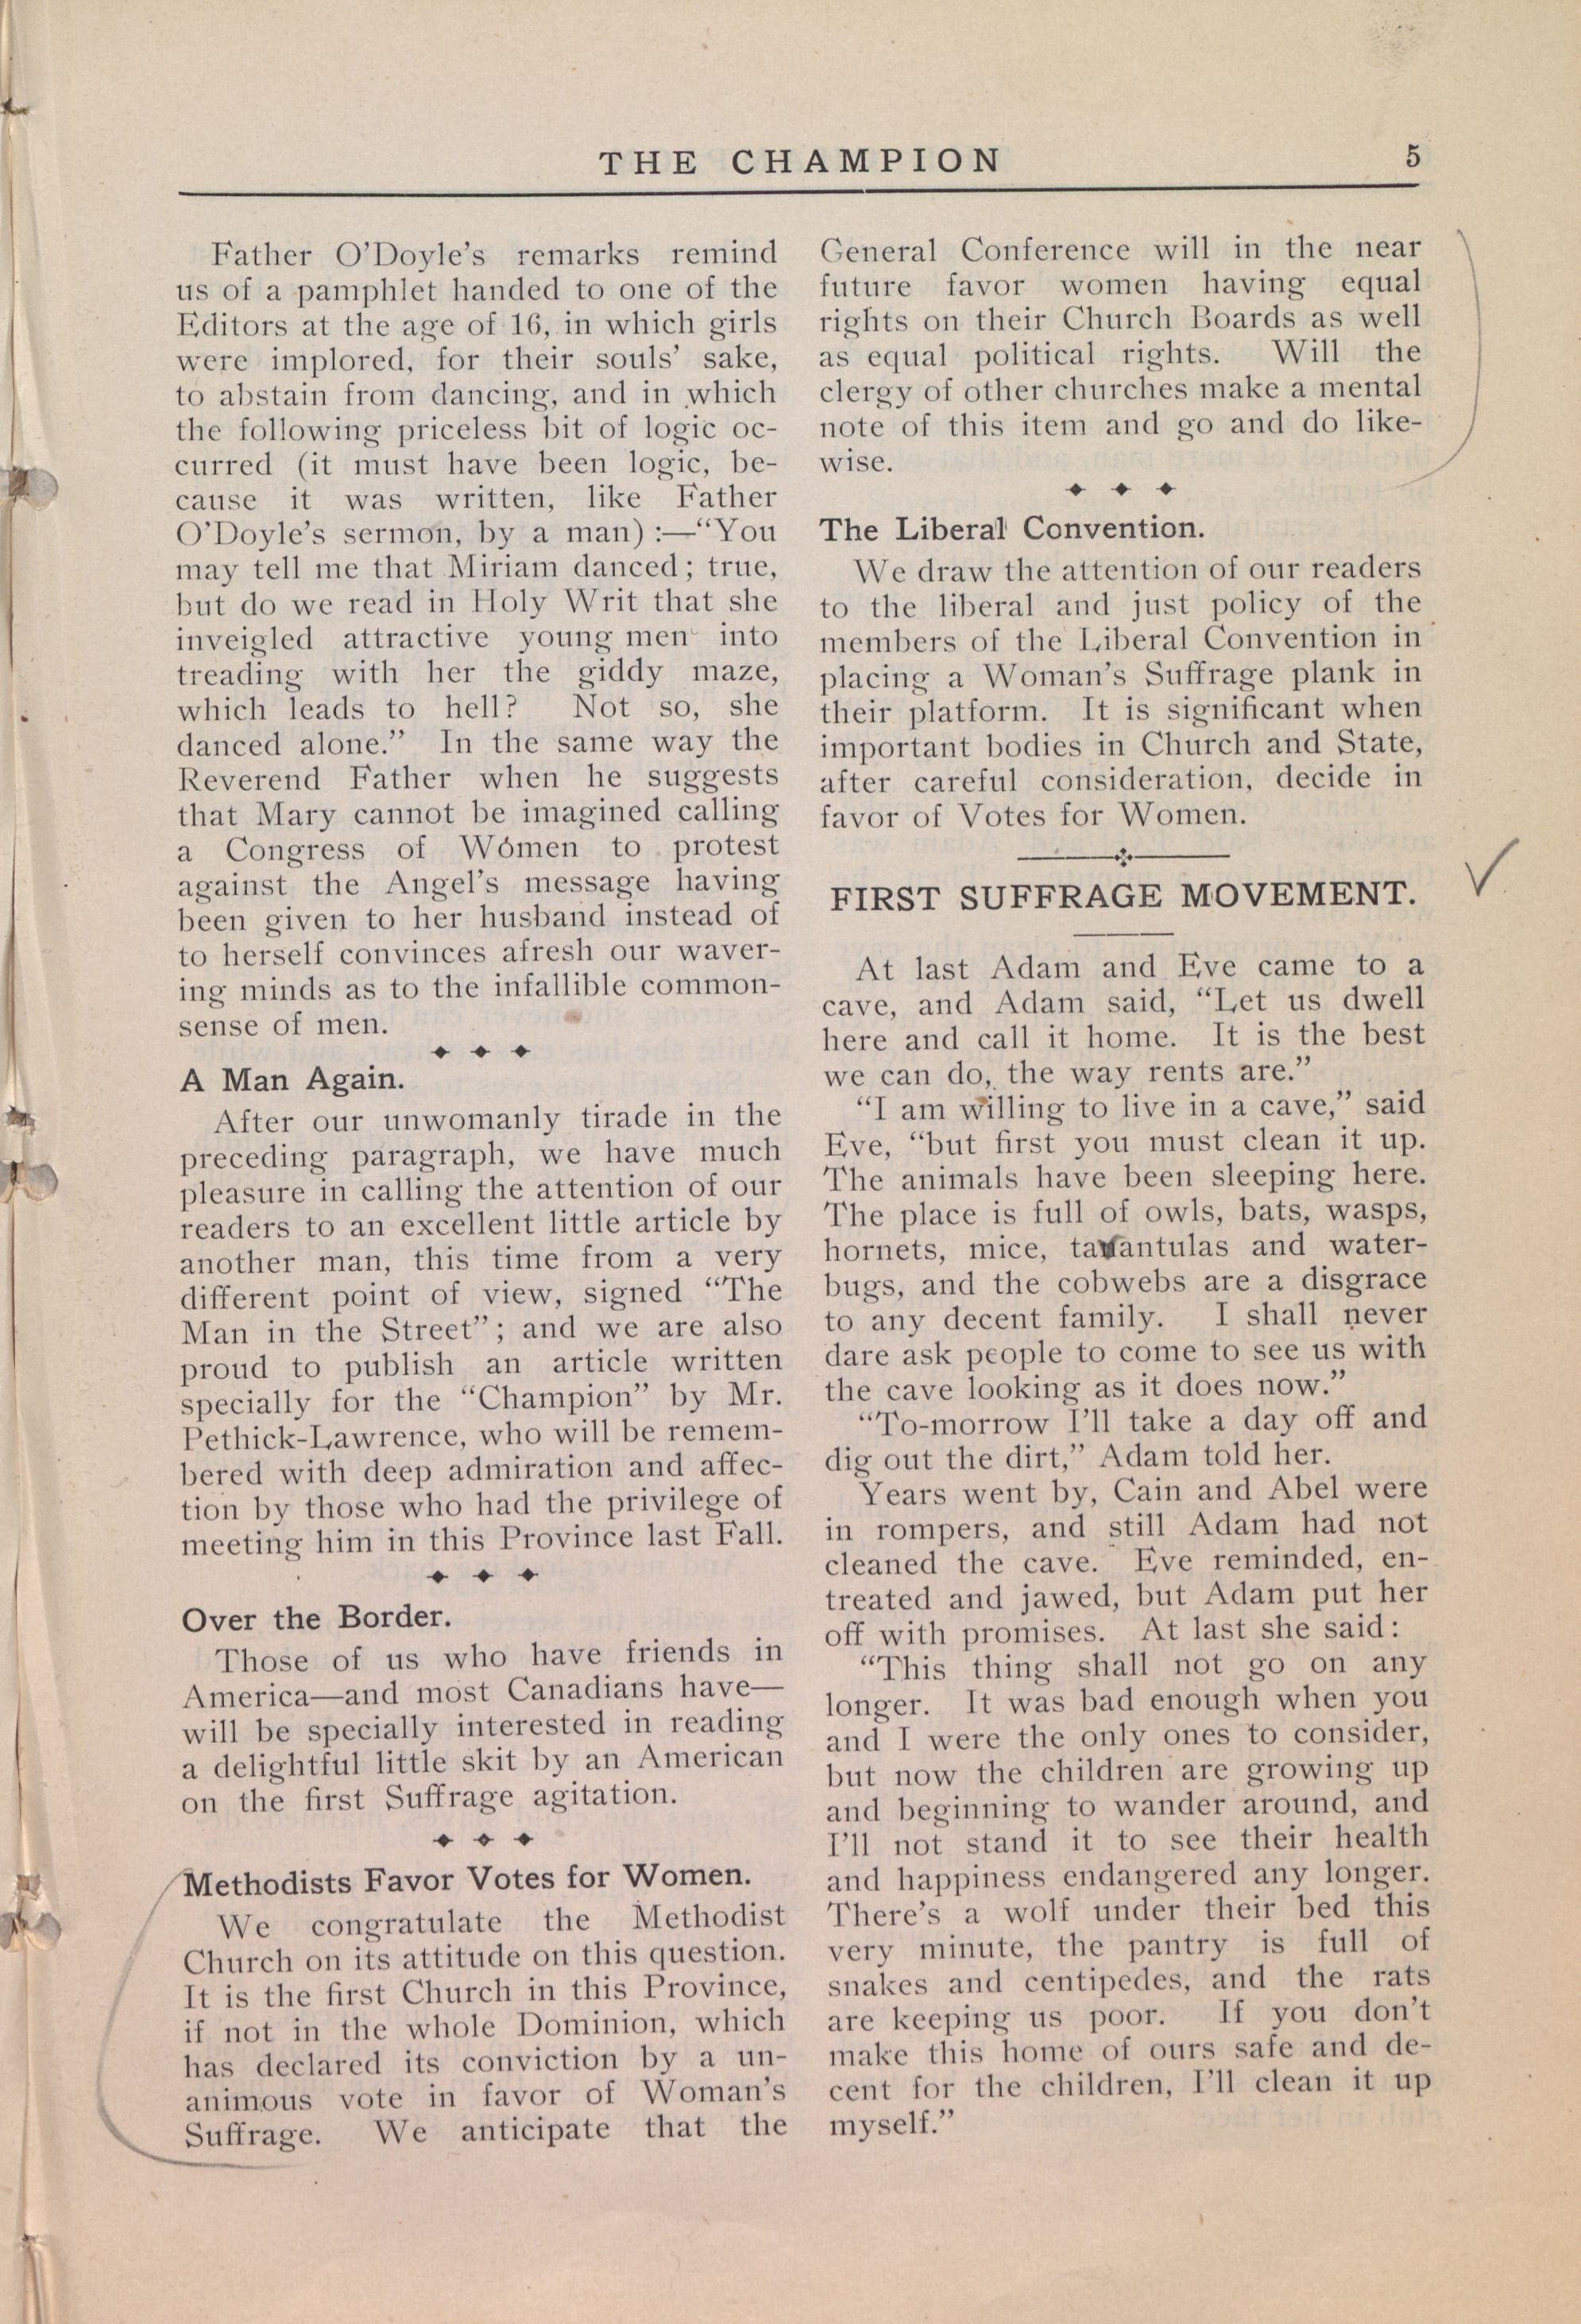 THE CHAMPION
5
Father O'Doyle's remarks remind
us of a pamphlet handed to one of the
Editors at the age of 16, in which girls
were implored, for their souls' sake,
to abstain from dancing, and in which
the following priceless bit of logic oc-
curred (it must have been logic, be-
cause it was written, like Father
O'Doyle's sermon, by a man) :—“You
may tell me that Miriam danced; true,
but do we read in Holy Writ that she
inveigled attractive young men into
treading with her the giddy maze,
which leads to hell? Not so, she
danced alone.” In the same way the
Reverend Father when he suggests
that Mary cannot be imagined calling
a Congress of Women to protest
against the Angel's message having
been given to her husband instead of
to herself convinces afresh our waver-
ing minds as to the infallible common-
sense of men.
A Man Again.
After our unwomanly tirade in the
preceding paragraph, we have much
pleasure in calling the attention of our
readers to an excellent little article by
another man, this time from a very
different point of view, signed “The
Man in the Street”; and we are also
proud to publish an article written
specially for the “Champion” by Mr.
Pethick-Lawrence, who will be remem-
bered with deep admiration and affec-
tion by those who had the privilege of
meeting him in this Province last Fall.
Over the Border.
Those of us who have friends in
America—and most Canadians have—
will be specially interested in reading
a delightful little skit by an American
on the first Suffrage agitation.
Methodists Favor Votes for Women.
We congratulate the Methodist
Church on its attitude on this question.
It is the first Church in this Province,
if not in the whole Dominion, which
has declared its conviction by a un-
animous vote in favor of Woman's
Suffrage. We anticipate that the
General Conference will in the near
future favor women having equal
rights on their Church Boards as well
as equal political rights. Will the
clergy of other churches make a mental
note of this item and go and do like-
wise.
The Liberal Convention.
We draw the attention of our readers
to the liberal and just policy of the
members of the Liberal Convention in
placing a Woman's Suffrage plank in
their platform. It is significant when
important bodies in Church and State,
after careful consideration, decide in
favor of Votes for Women.
FIRST SUFFRAGE MOVEMENT.
At last Adam and Eve came to a
cave, and Adam said, “Let us dwell
here and call it home. It is the best
we can do, the way rents are.”
“I am willing to live in a cave,” said
Eve, “but first you must clean it up.
The animals have been sleeping here.
The place is full of owls, bats, wasps,
hornets, mice, tarantulas and water-
bugs, and the cobwebs are a disgrace
to any decent family. I shall never
dare ask people to come to see us with
the cave looking as it does now.”
“To-morrow I'll take a day off and
dig out the dirt,” Adam told her.
Years went by, Cain and Abel were
in rompers, and still Adam had not
cleaned the cave. Eve reminded, en-
treated and jawed, but Adam put her
off with promises. At last she said:
“This thing shall not go on any
longer. It was bad enough when you
and I were the only ones to consider,
but now the children are growing up
and beginning to wander around, and
I'll not stand it to see their health
and happiness endangered any longer.
There's a wolf under their bed this
very minute, the pantry is full of
snakes and centipedes, and the rats
are keeping us poor. If you don't
make this home of ours safe and de-
cent for the children, I'll clean it up
myself.”